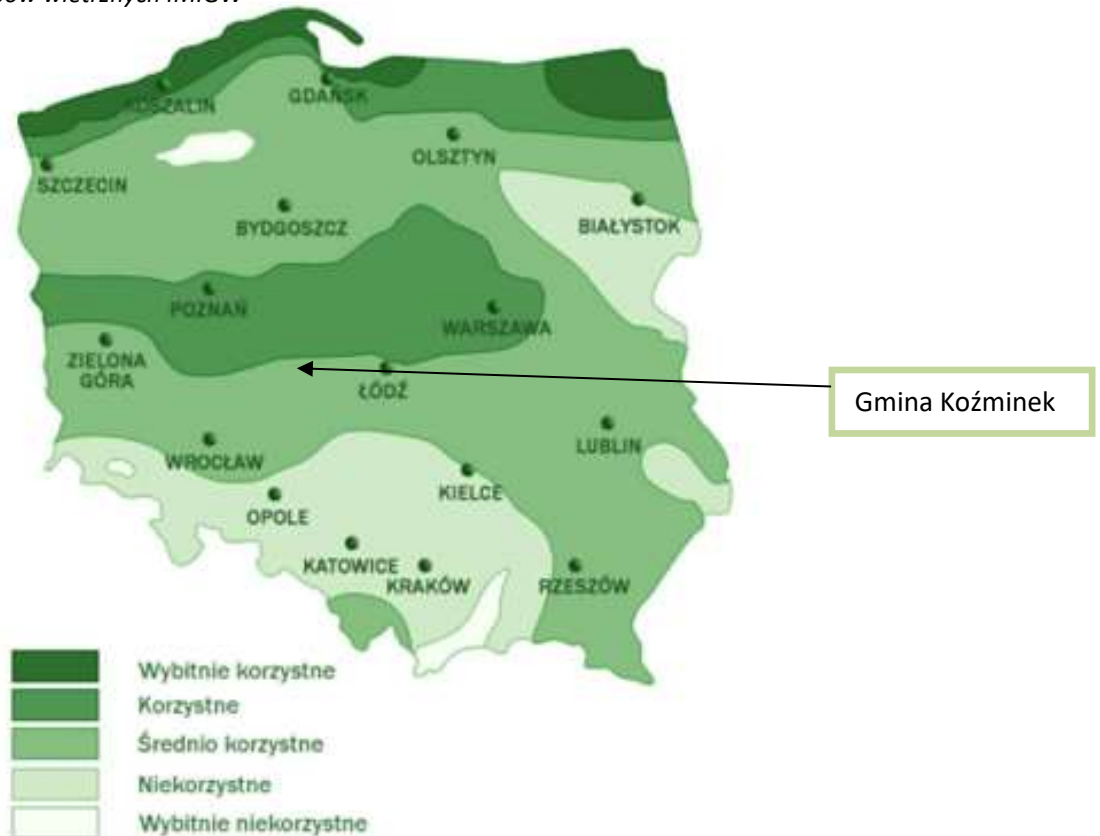 KOSZALIN
GDAŃSK
OLSZTYN
SZCZECIN
BYDGOSZCZ
BIAŁYSTOK
POZNAŃ
WARSZAWA
ZIELONA
GÓRA
ŁÓDŹ
Gmina Koźminek
LUBLIN
WROCŁAW
KIELCE
OPOLE
KATOWICE
KRAKÓW
RZESZÓW
Wybitnie korzystne
Korzystne
Średnio korzystne
Niekorzystne
Wybitnie niekorzystne